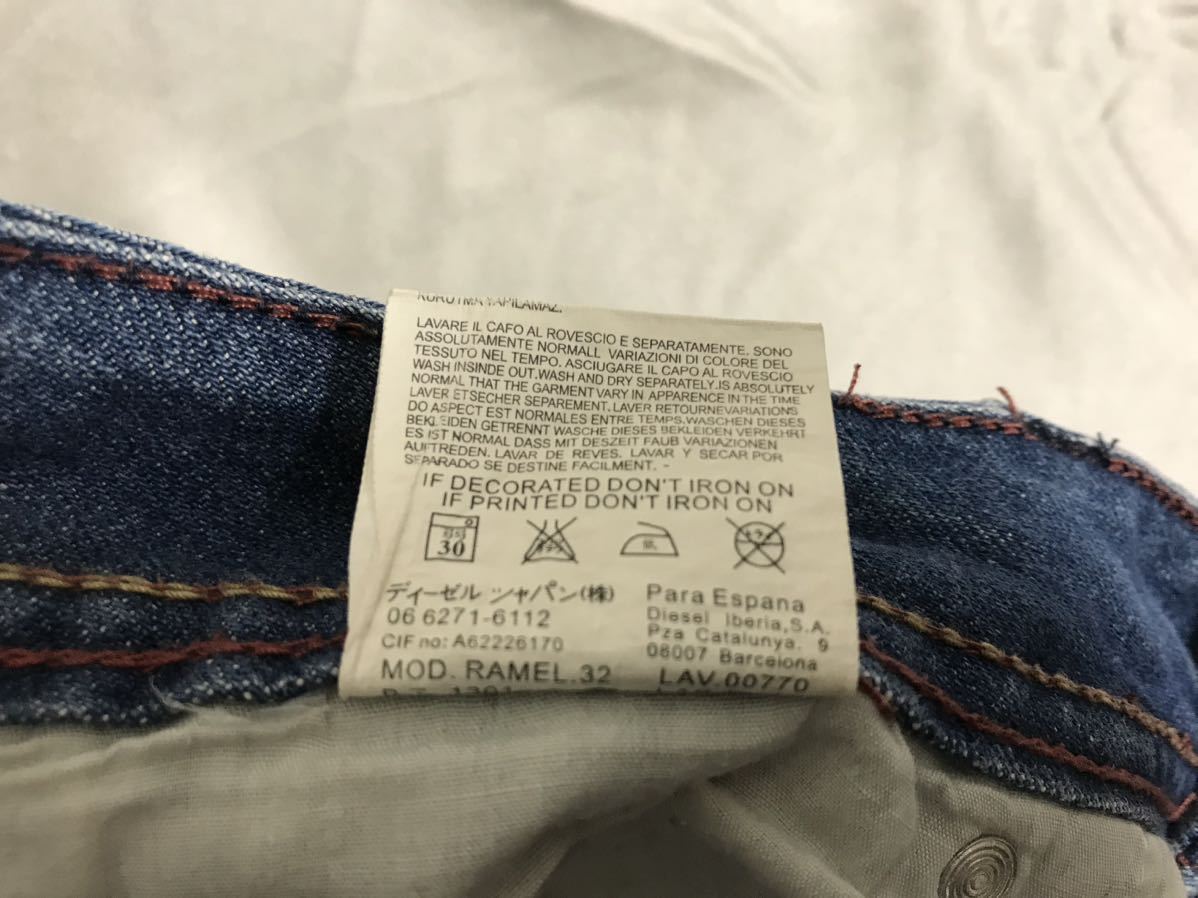 KURUTMA YAPILAMAZ.
LAVARE IL CAFO AL ROVESCIO E SEPARATAMENTE. SONO
ASSOLUTAMENTE NORMALL VARIAZIONI DI COLORE DEL
TESSUTO NEL TEMPO. ASCIUGARE IL CAPO AL ROVESCIO
WASH INSINDE OUT.WASH AND DRY SEPARATELY.IS ABSOLUTELY
NORMAL THAT THE GARMENT VARY IN APPARENCE IN THE TIME
LAVER ETSECHER SEPAREMENT. LAVER RETOURNEVARIATIONS
DO ASPECT EST NORMALES ENTRE TEMPS.WASCHEN DIESES
BEKLEIDEN GETRENNT WASCHE DIESES BEKLEIDEN VERKEHRT
ES IST NORMAL DASS MIT DESZEIT FAUB VARIAZIONEN
AUFTREDEN. LAVAR DE REVES. LAVAR Y SECAR POR
SEPARADO SE DESTINE FACILMENT. -
IF DECORATED DON'T IRON ON
IF PRINTED DON'T IRON ON
30
ディーゼル ジャパン(株)
06 6271-6112
CIF no: A62226170
Para Espana
Diesel Iberia,S.A.
Pza Catalunya. 9
08007 Barcelona
MOD. RAMEL.32 LAV.00770